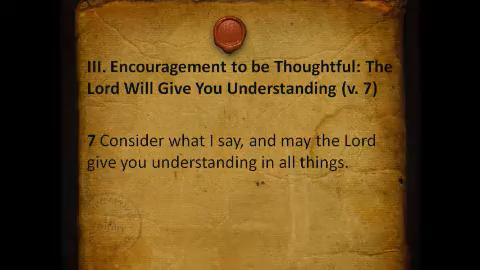 III. Encouragement to be Thoughtful: The
Lord Will Give You Understanding (v. 7)
7 Consider what I say, and may the Lord
give you understanding in all things.